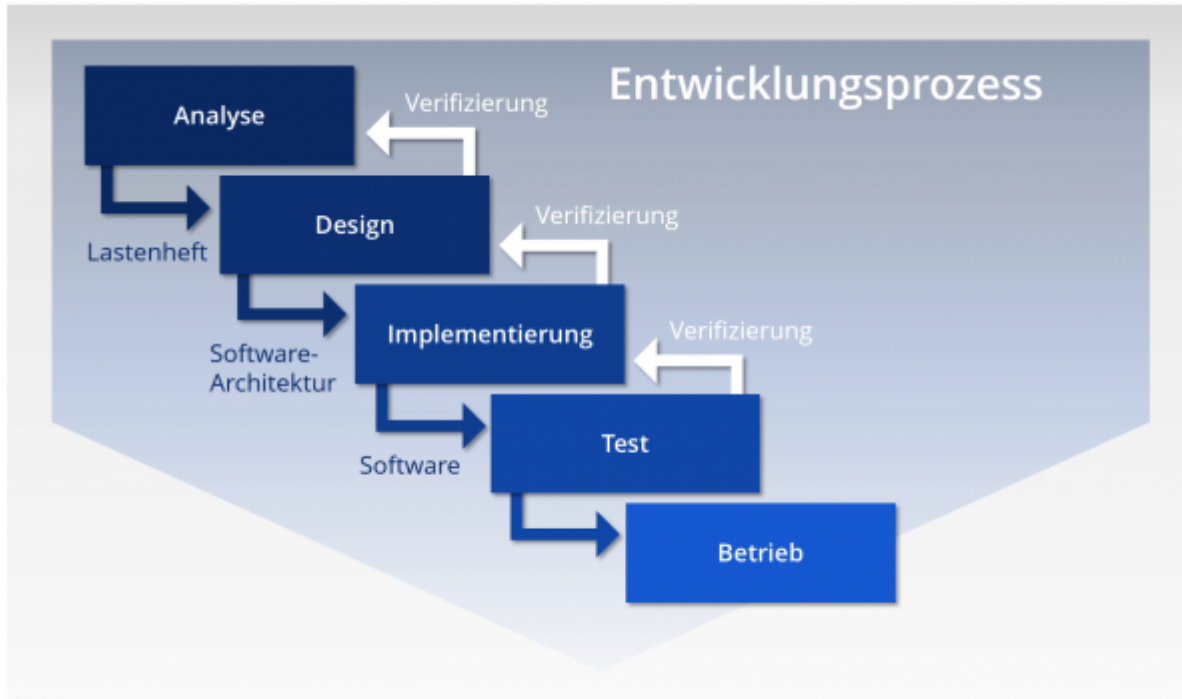 Entwicklungsprozess
Analyse
Verifizierung
Lastenheft
Design
Verifizierung
Software-
Architektur
Implementierung
Verifizierung
Software
Test
Betrieb